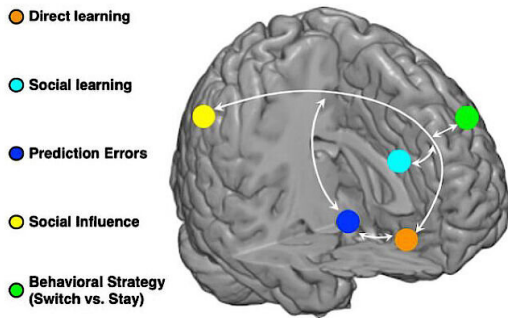 Direct learning
Social learning
Prediction Errors
Social Influence
Behavioral Strategy
(Switch vs. Stay)